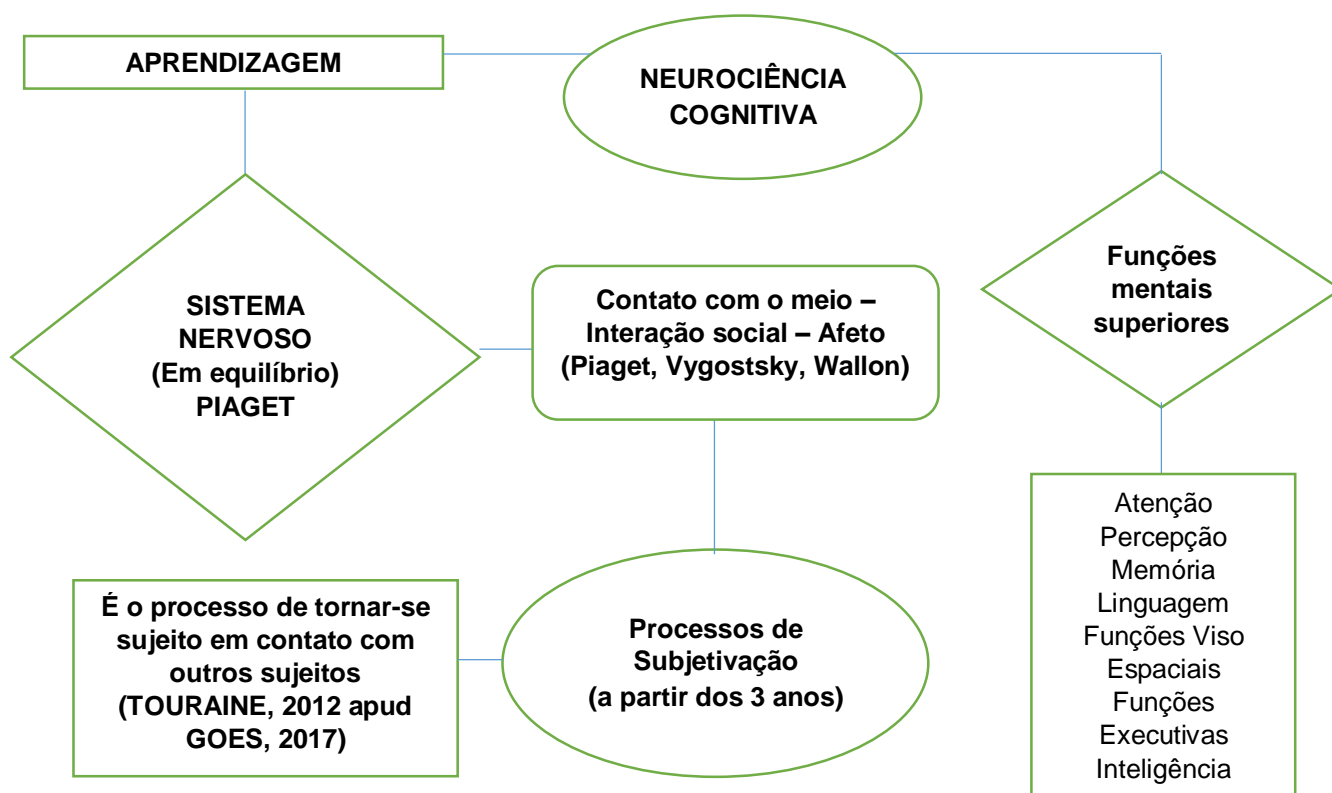 APRENDIZAGEM
NEUROCIÊNCIA
COGNITIVA
SISTEMA
NERVOSO
(Em equilíbrio)
PIAGET
Contato com o meio –
Interação social – Afeto
(Piaget, Vygostsky, Wallon)
Funções
mentais
superiores
É o processo de tornar-se
sujeito em contato com
outros sujeitos
(TOURAINE, 2012 apud
GOES, 2017)
Processos de
Subjetivação
(a partir dos 3 anos)
Atenção
Percepção
Memória
Linguagem
Funções Viso
Espaciais
Funções
Executivas
Inteligência